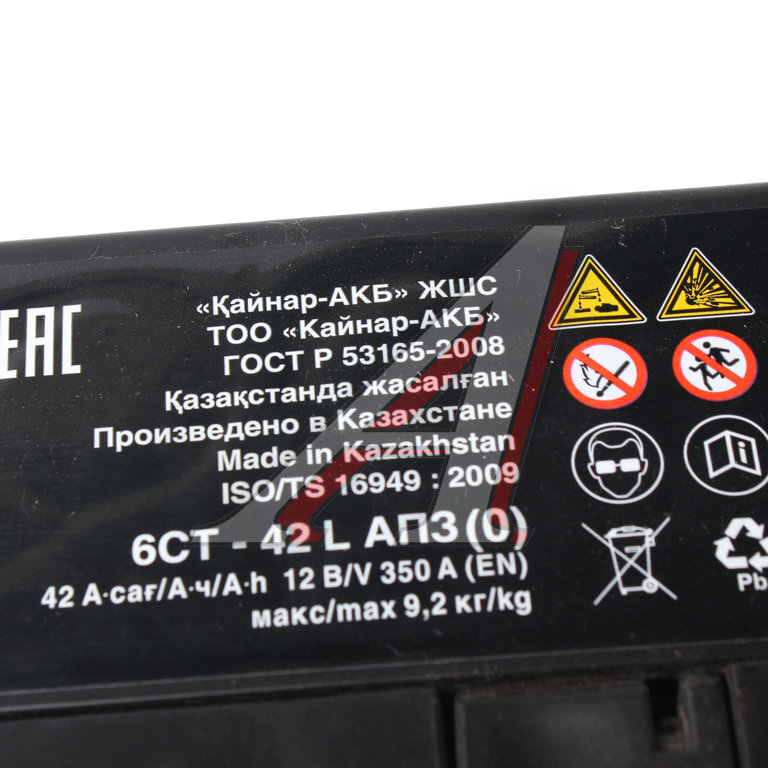 EAC
«Қайнар-АКБ» ЖШС
ТОО «Кайнар-АКБ»
ГОСТ Р 53165-2008
Қазақстанда жасалған
Произведено в Казахстане
Made in Kazakhstan
ISO/TS 16949 : 2009
6СТ - 42 L АПЗ (0)
42 А·сағ/А·ч/A·h 12 В/V 350 А (EN)
макс/max 9,2 кг/kg
Pb